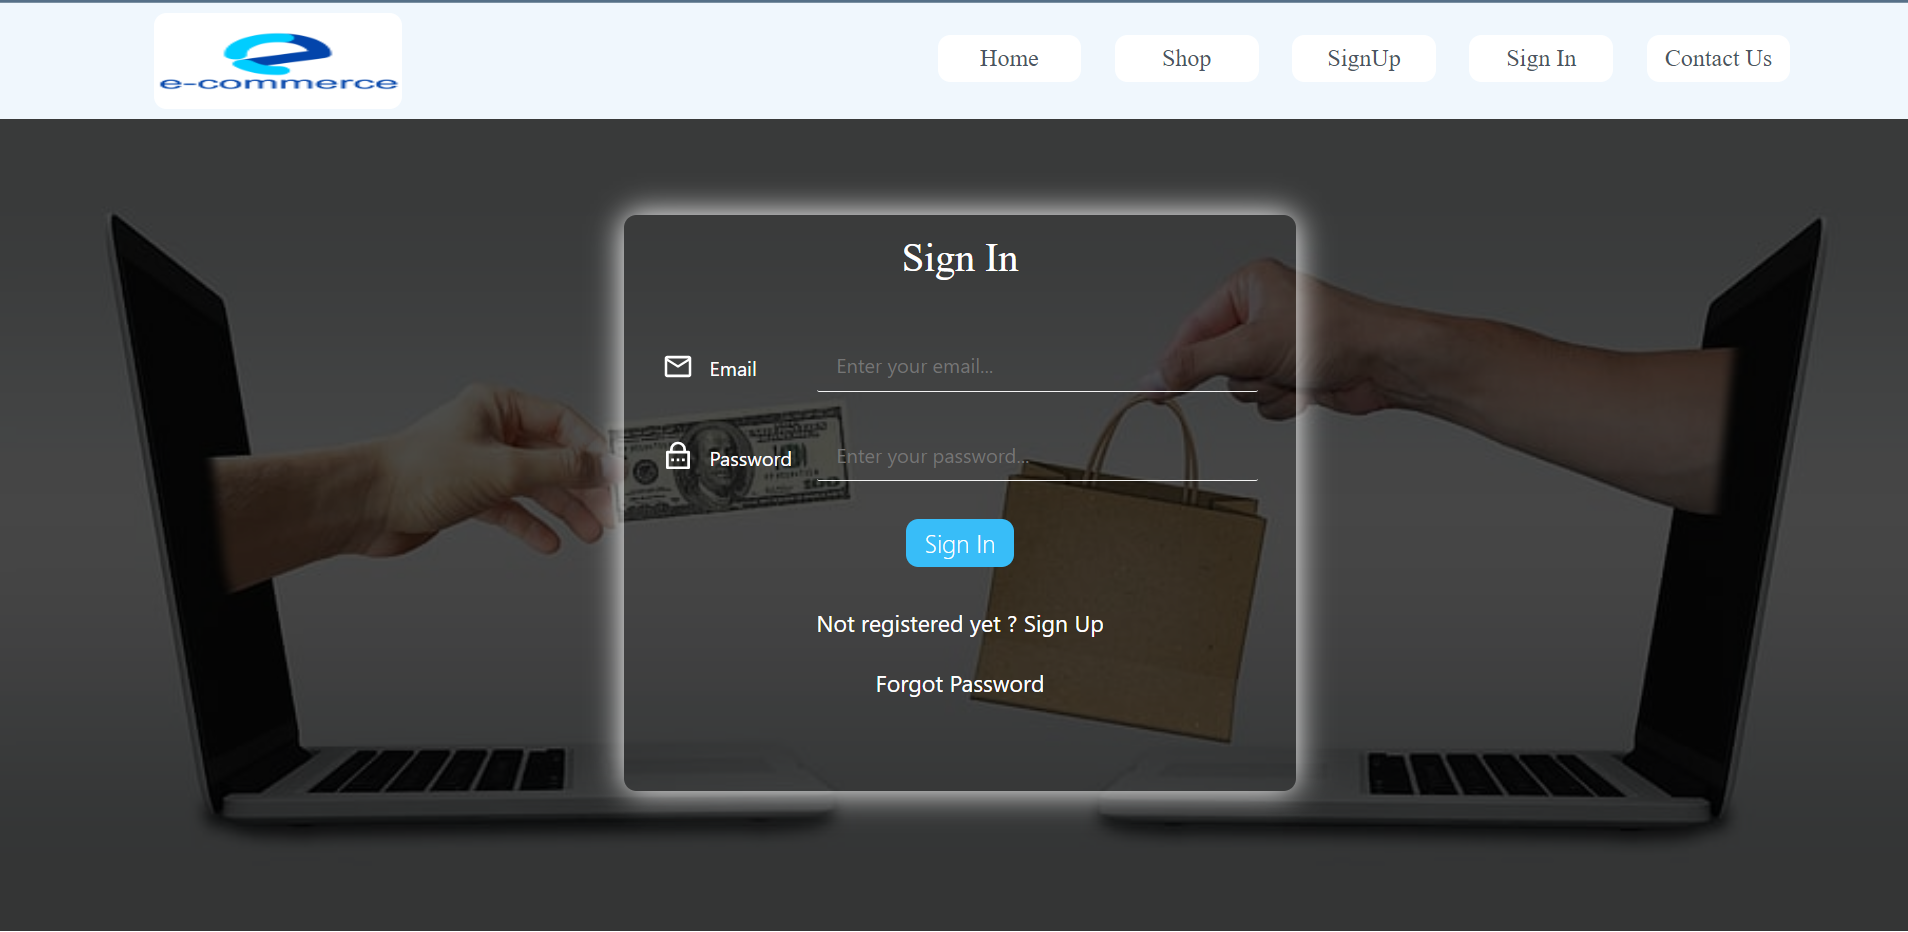 e-commerce
Home
Shop
SignUp
Sign In
Contact Us
Sign In
Email
Enter your email...
Password
Enter your password...
Sign In
Not registered yet ? Sign Up
Forgot Password